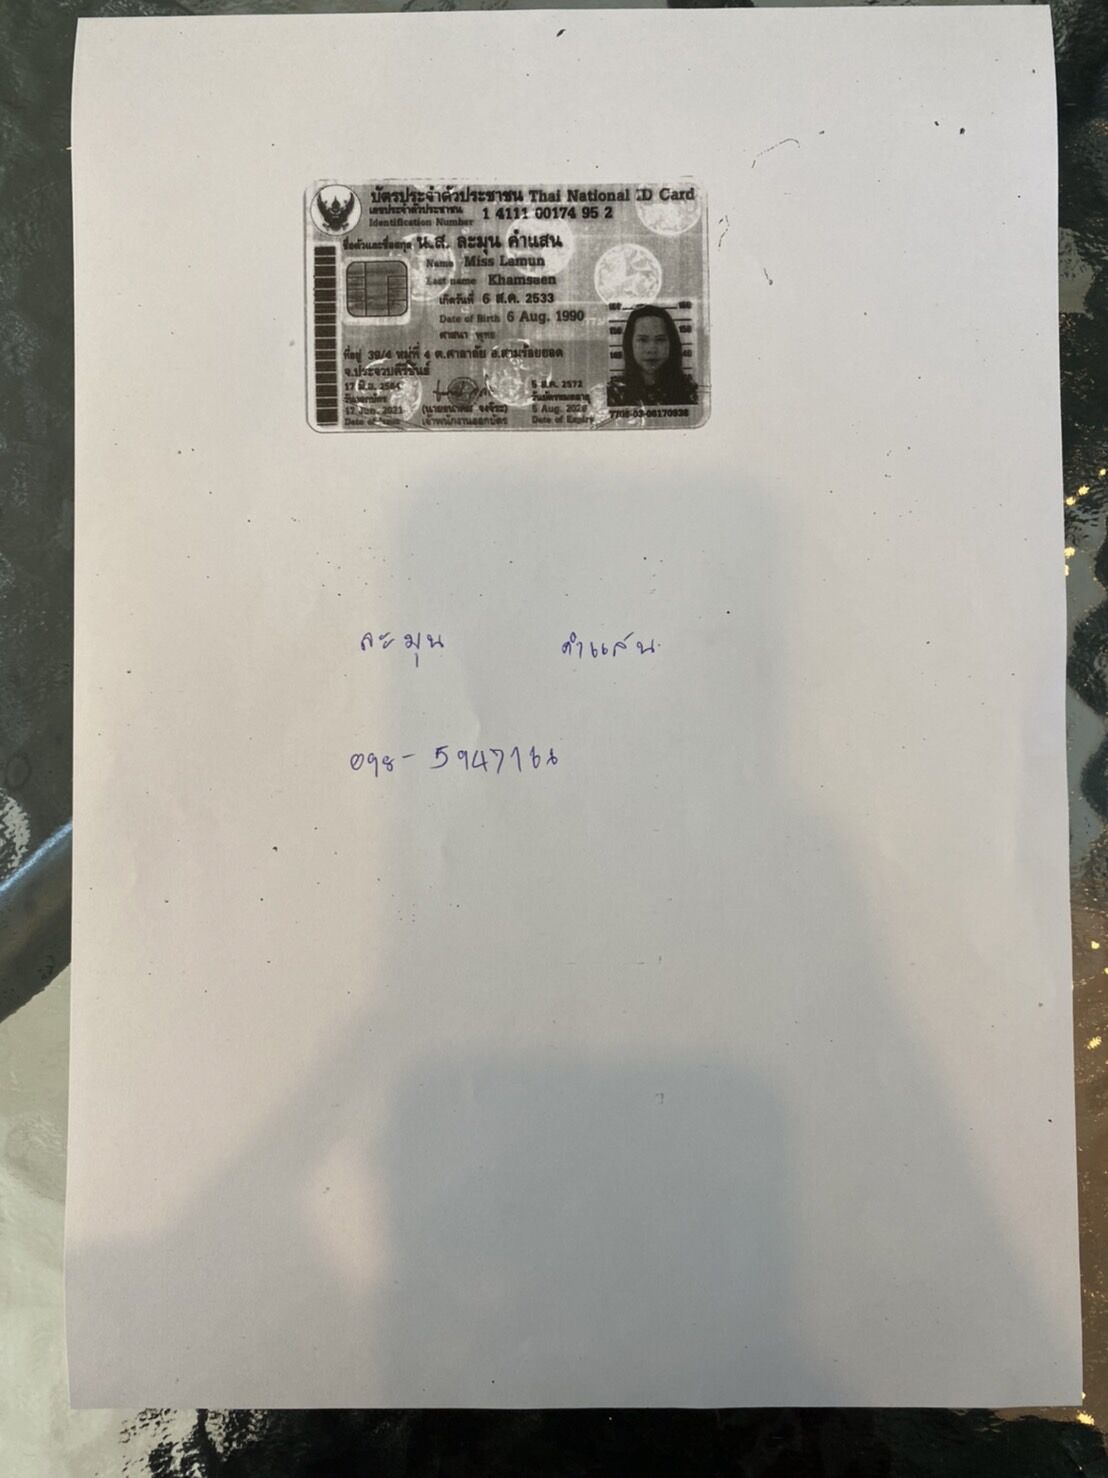 บัตรประจำตัวประชาชน Thai National ID Card
เลขประจำตัวประชาชน 1 4111 00174 95 2
Identification Number
ชื่อตัวและชื่อสกุล น.ส. ละมุน คำแสน
Name Miss Lamun
Last name Khamsaen
เกิดวันที่ 6 ส.ค. 2533
Date of Birth 6 Aug. 1990
ศาสนา พุทธ
ที่อยู่ 39/4 หมู่ที่ 4 ต.ศาลาลัย อ.สามร้อยยอด
จ.ประจวบคีรีขันธ์
17 มิ.ย. 2564
วันออกบัตร
17 Jun. 2021
Date of Issue
เจ้าพนักงานออกบัตร
5 ส.ค. 2572
วันบัตรหมดอายุ
5 Aug. 2029
Date of Expiry
7708-03-06170938
ละมุน คำแสน
098-